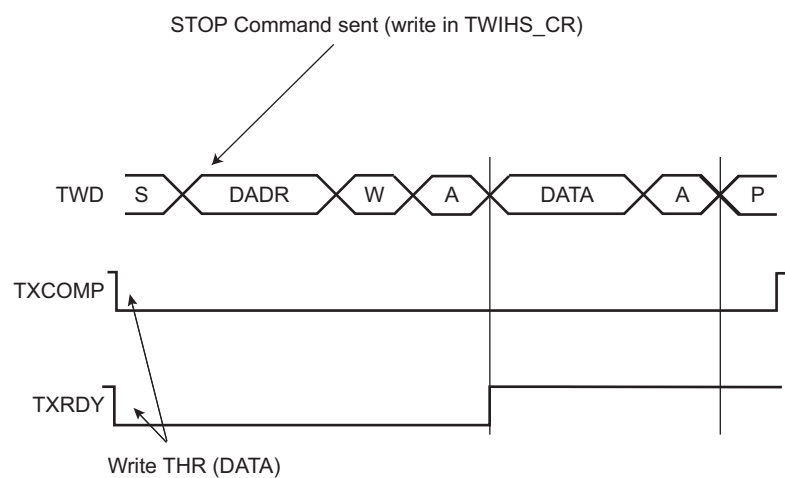 STOP Command sent (write in TWIHS_CR)
TWD S DADR W A DATA A P
TXCOMP
TXRDY
Write THR (DATA)